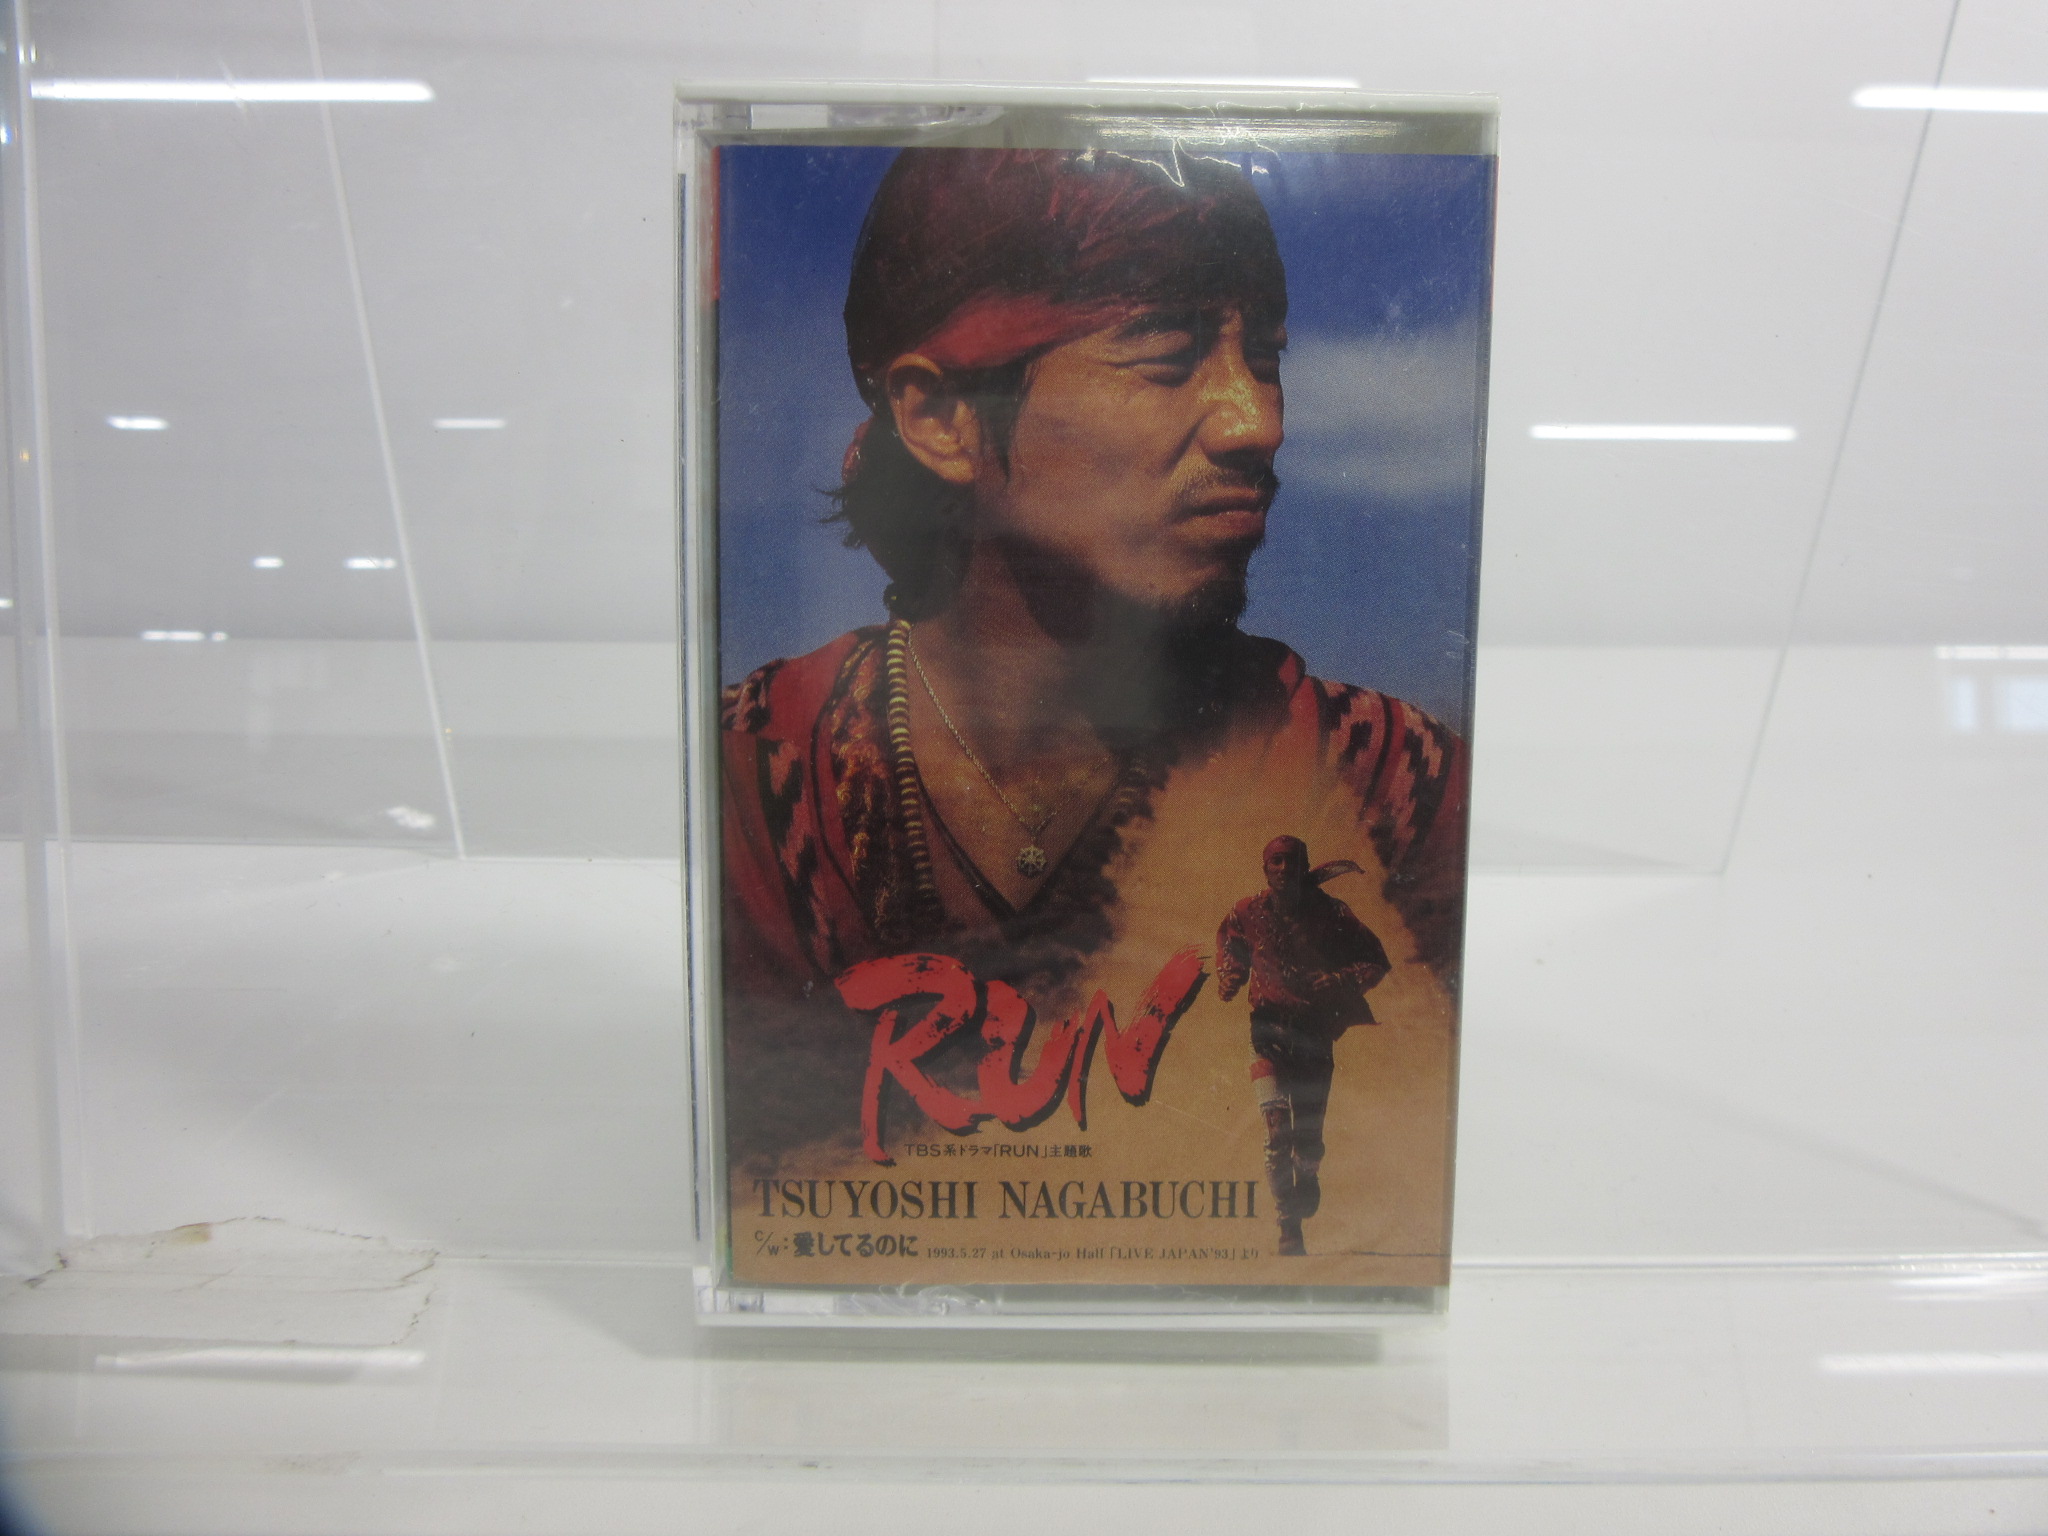 RUN
TBS系ドラマ「RUN」主題歌
TSUYOSHI NAGABUCHI
C/W:愛してるのに 1993.5.27 at Osaka-jo Hall「LIVE JAPAN'93」より